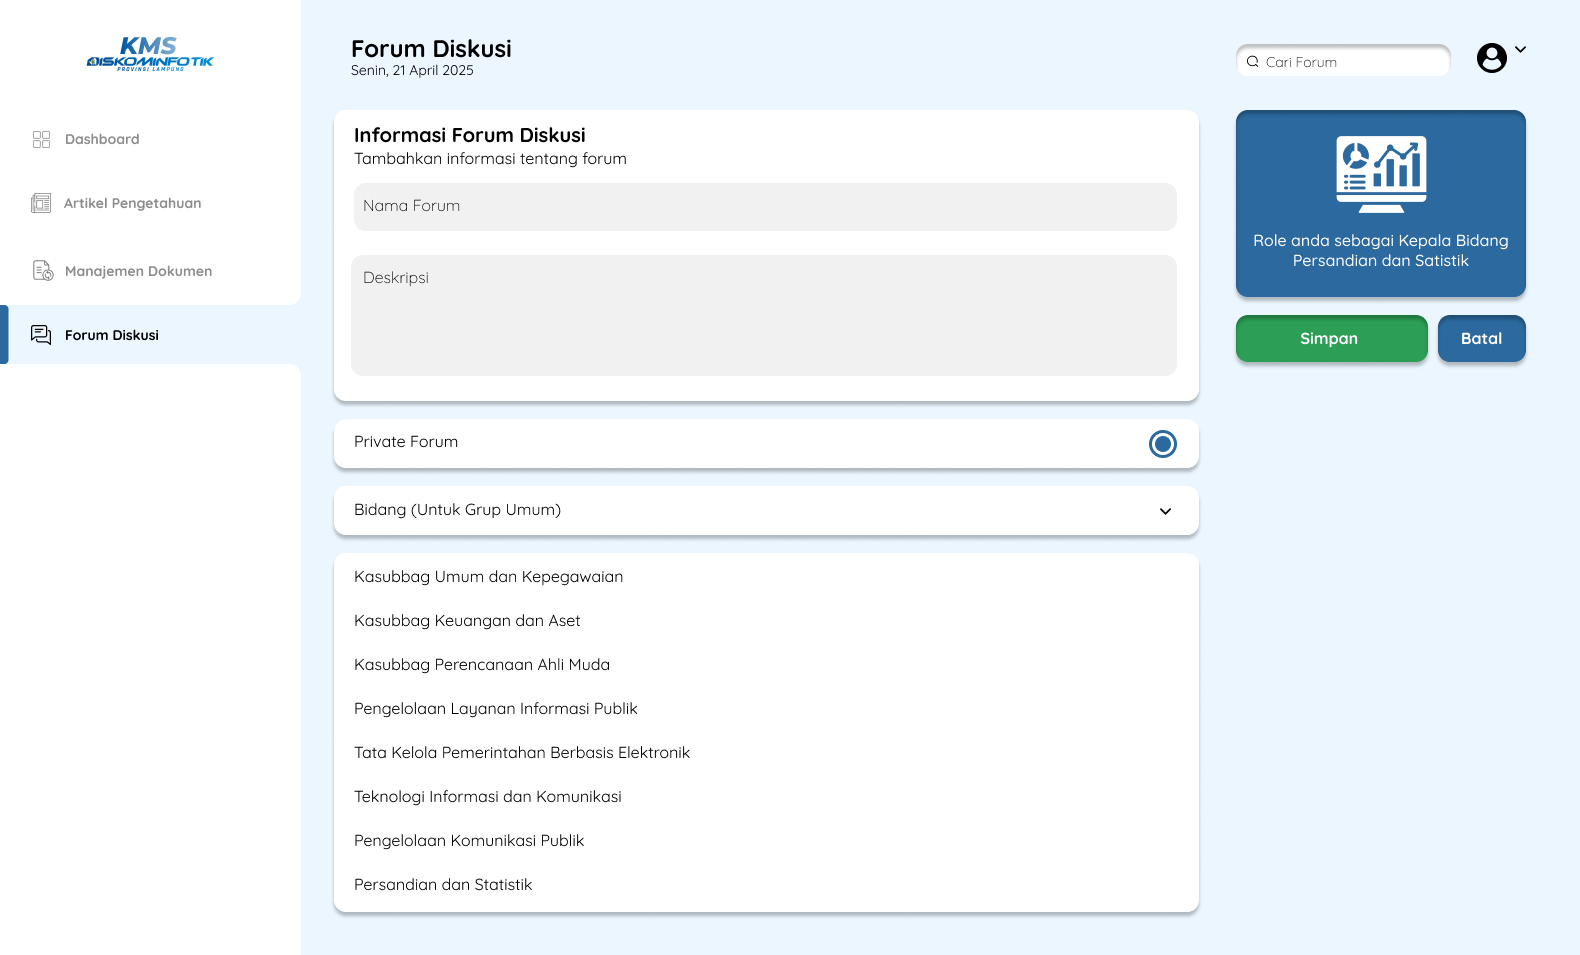 KMS
DISKOMINFOTIK
PROVINSI LAMPUNG
Dashboard
Artikel Pengetahuan
Manajemen Dokumen
Forum Diskusi
Forum Diskusi
Senin, 21 April 2025
Cari Forum
Informasi Forum Diskusi
Tambahkan informasi tentang forum
Nama Forum
Deskripsi
Private Forum
Bidang (Untuk Grup Umum)
Kasubbag Umum dan Kepegawaian
Kasubbag Keuangan dan Aset
Kasubbag Perencanaan Ahli Muda
Pengelolaan Layanan Informasi Publik
Tata Kelola Pemerintahan Berbasis Elektronik
Teknologi Informasi dan Komunikasi
Pengelolaan Komunikasi Publik
Persandian dan Statistik
Role anda sebagai Kepala Bidang
Persandian dan Satistik
Simpan
Batal